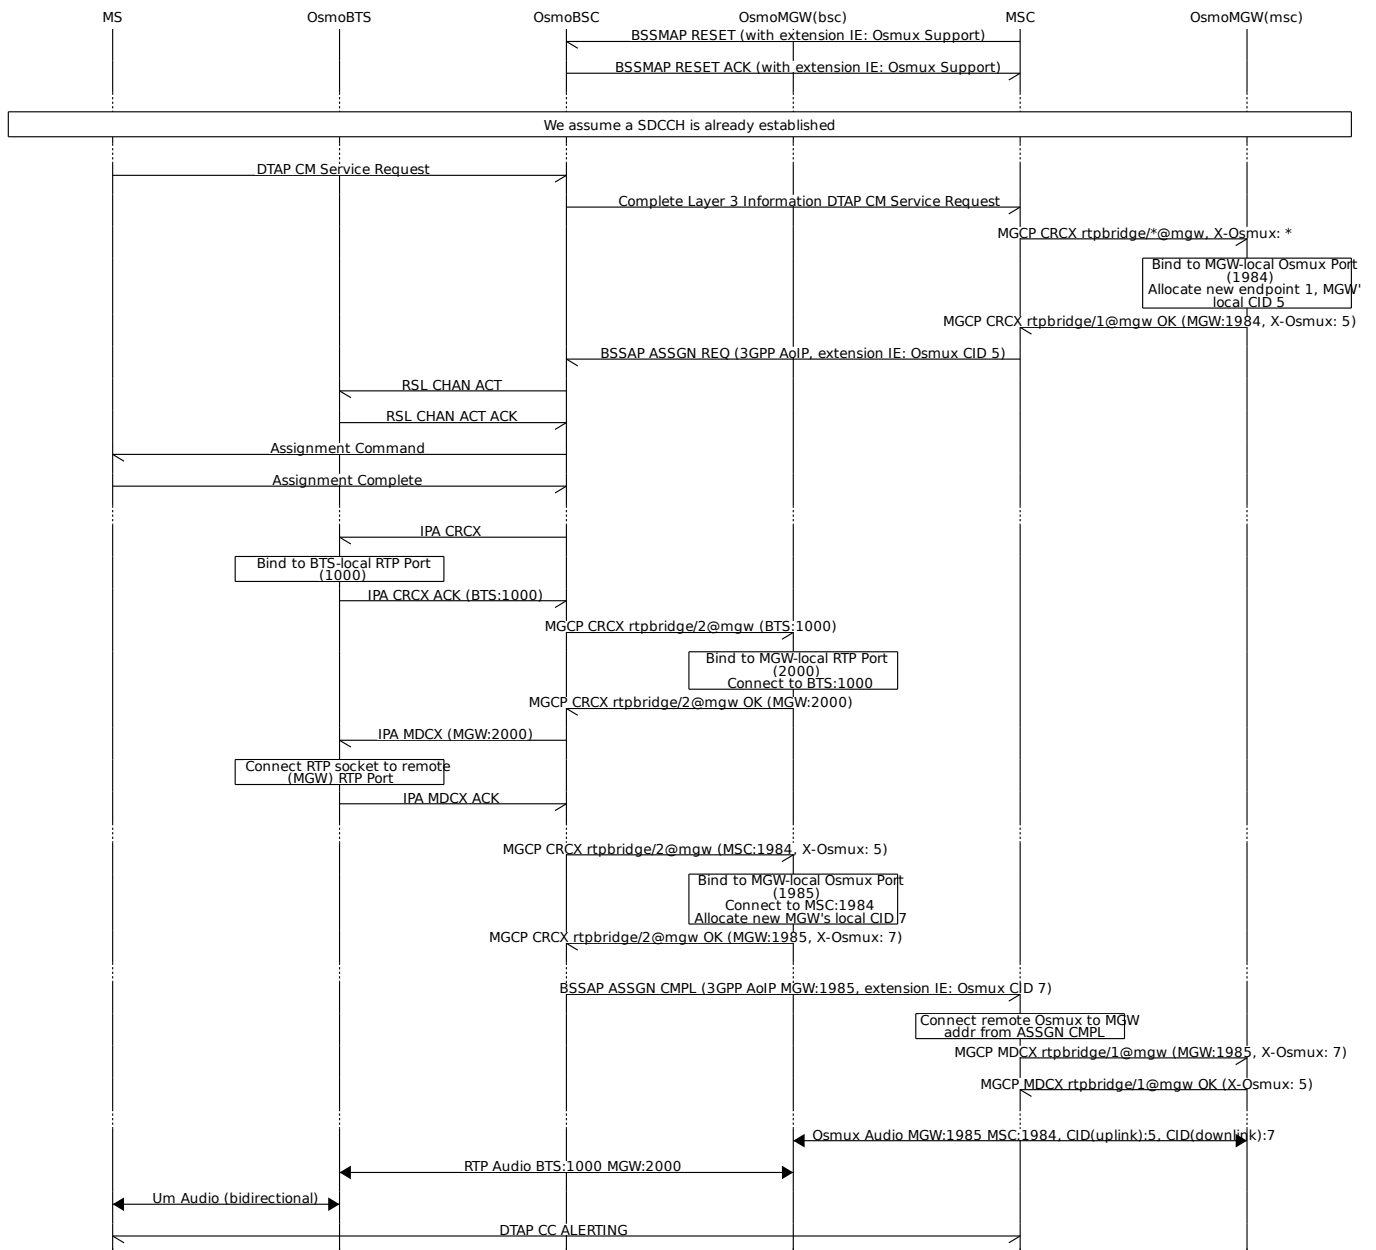 MS OsmoBTS OsmoBSC OsmoMGW(bsc) MSC OsmoMGW(msc)
BSSMAP RESET (with extension IE: Osmux Support)
BSSMAP RESET ACK (with extension IE: Osmux Support)
We assume a SDCCH is already established
DTAP CM Service Request
Complete Layer 3 Information DTAP CM Service Request
MGCP CRCX rtpbridge/*@mgw, X-Osmux: *
Bind to MGW-local Osmux Port
(1984)
Allocate new endpoint 1, MGW'
local CID 5
MGCP CRCX rtpbridge/1@mgw OK (MGW:1984, X-Osmux: 5)
BSSAP ASSGN REQ (3GPP AoIP, extension IE: Osmux CID 5)
RSL CHAN ACT
RSL CHAN ACT ACK
Assignment Command
Assignment Complete
IPA CRCX
Bind to BTS-local RTP Port
(1000)
IPA CRCX ACK (BTS:1000)
MGCP CRCX rtpbridge/2@mgw (BTS:1000)
Bind to MGW-local RTP Port
(2000)
Connect to BTS:1000
MGCP CRCX rtpbridge/2@mgw OK (MGW:2000)
IPA MDCX (MGW:2000)
Connect RTP socket to remote
(MGW) RTP Port
IPA MDCX ACK
MGCP CRCX rtpbridge/2@mgw (MSC:1984, X-Osmux: 5)
Bind to MGW-local Osmux Port
(1985)
Connect to MSC:1984
Allocate new MGW's local CID 7
MGCP CRCX rtpbridge/2@mgw OK (MGW:1985, X-Osmux: 7)
BSSAP ASSGN CMPL (3GPP AoIP MGW:1985, extension IE: Osmux CID 7)
Connect remote Osmux to MGW
addr from ASSGN CMPL
MGCP MDCX rtpbridge/1@mgw (MGW:1985, X-Osmux: 7)
MGCP MDCX rtpbridge/1@mgw OK (X-Osmux: 5)
Osmux Audio MGW:1985 MSC:1984, CID(uplink):5, CID(downlink):7
RTP Audio BTS:1000 MGW:2000
Um Audio (bidirectional)
DTAP CC ALERTING